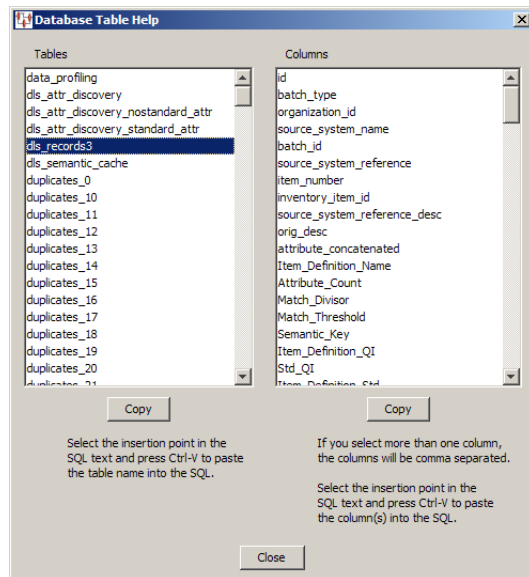 Database Table Help
Tables
data_profiling
dls_attr_discovery
dls_attr_discovery_nostandard_attr
dls_attr_discovery_standard_attr
dls_records3
dls_semantic_cache
duplicates_0
duplicates_10
duplicates_11
duplicates_12
duplicates_13
duplicates_14
duplicates_15
duplicates_16
duplicates_17
duplicates_18
duplicates_19
duplicates_20
duplicates_21
Copy
Select the insertion point in the
SQL text and press Ctrl-V to paste
the table name into the SQL.
Columns
id
batch_type
organization_id
source_system_name
batch_id
source_system_reference
item_number
inventory_item_id
source_system_reference_desc
orig_desc
attribute_concatenated
Item_Definition_Name
Attribute_Count
Match_Divisor
Match_Threshold
Semantic_Key
Item_Definition_QI
Std_QI
Item_Definition_Std
Copy
If you select more than one column,
the columns will be comma separated.
Select the insertion point in the
SQL text and press Ctrl-V to paste
the column(s) into the SQL.
Close